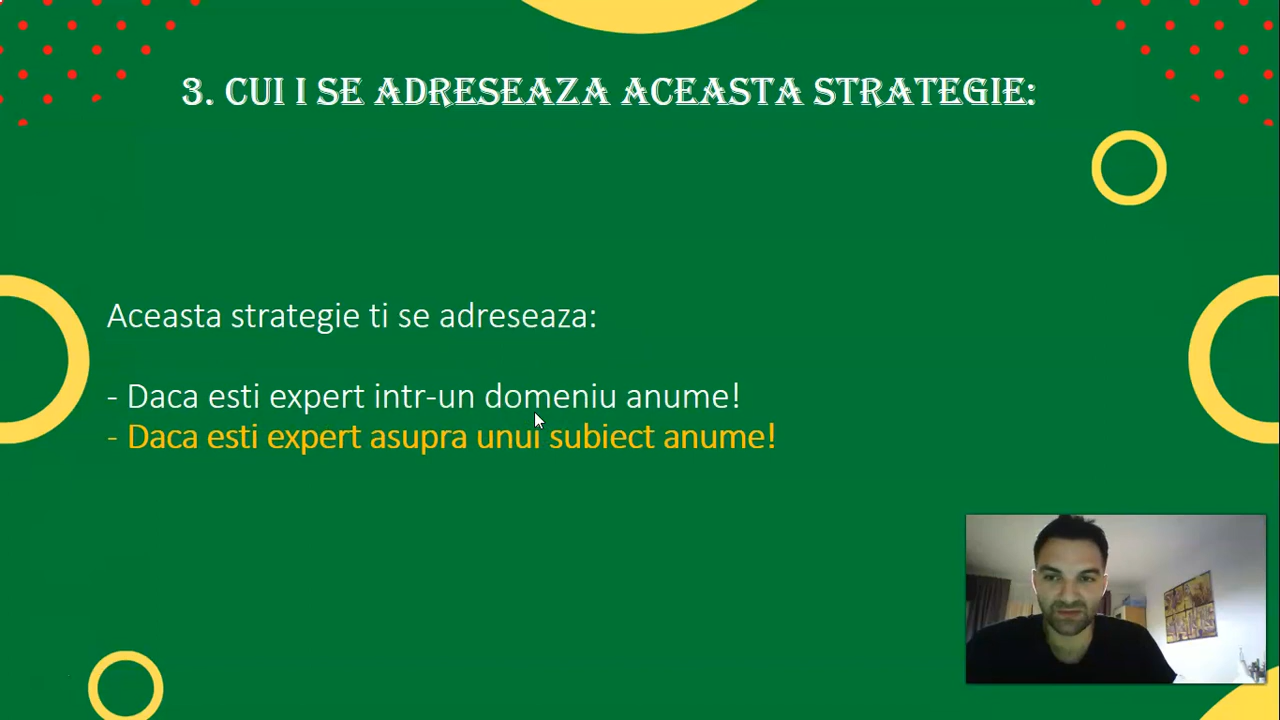 3. CUI I SE ADRESEAZA ACEASTA STRATEGIE:
Aceasta strategie ti se adreseaza:
- Daca esti expert intr-un domeniu anume!
- Daca esti expert asupra unui subiect anume!